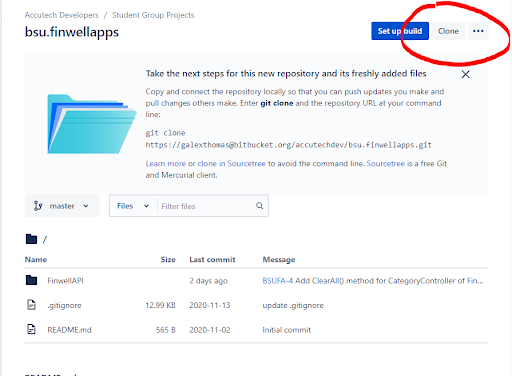 Accutech Developers / Student Group Projects
bsu.finwellapps
Set up build
Clone
Take the next steps for this new repository and its freshly added files
Copy and connect the repository locally so that you can push updates you make and
pull changes others make. Enter git clone and the repository URL at your command
line:
git clone
https://galexthomas@bitbucket.org/accutechdev/bsu.finwellapps.git
Learn more or clone in Sourcetree to avoid the command line. Sourcetree is a free Git
and Mercurial client.
master
Files
Filter files
/
Name Size Last commit Message
FinwellAPI 2 days ago BSUFA-4 Add ClearAll() method for CategoryController of Fin...
.gitignore 12.99 KB 2020-11-13 update .gitignore
README.md 565 B 2020-11-02 Initial commit